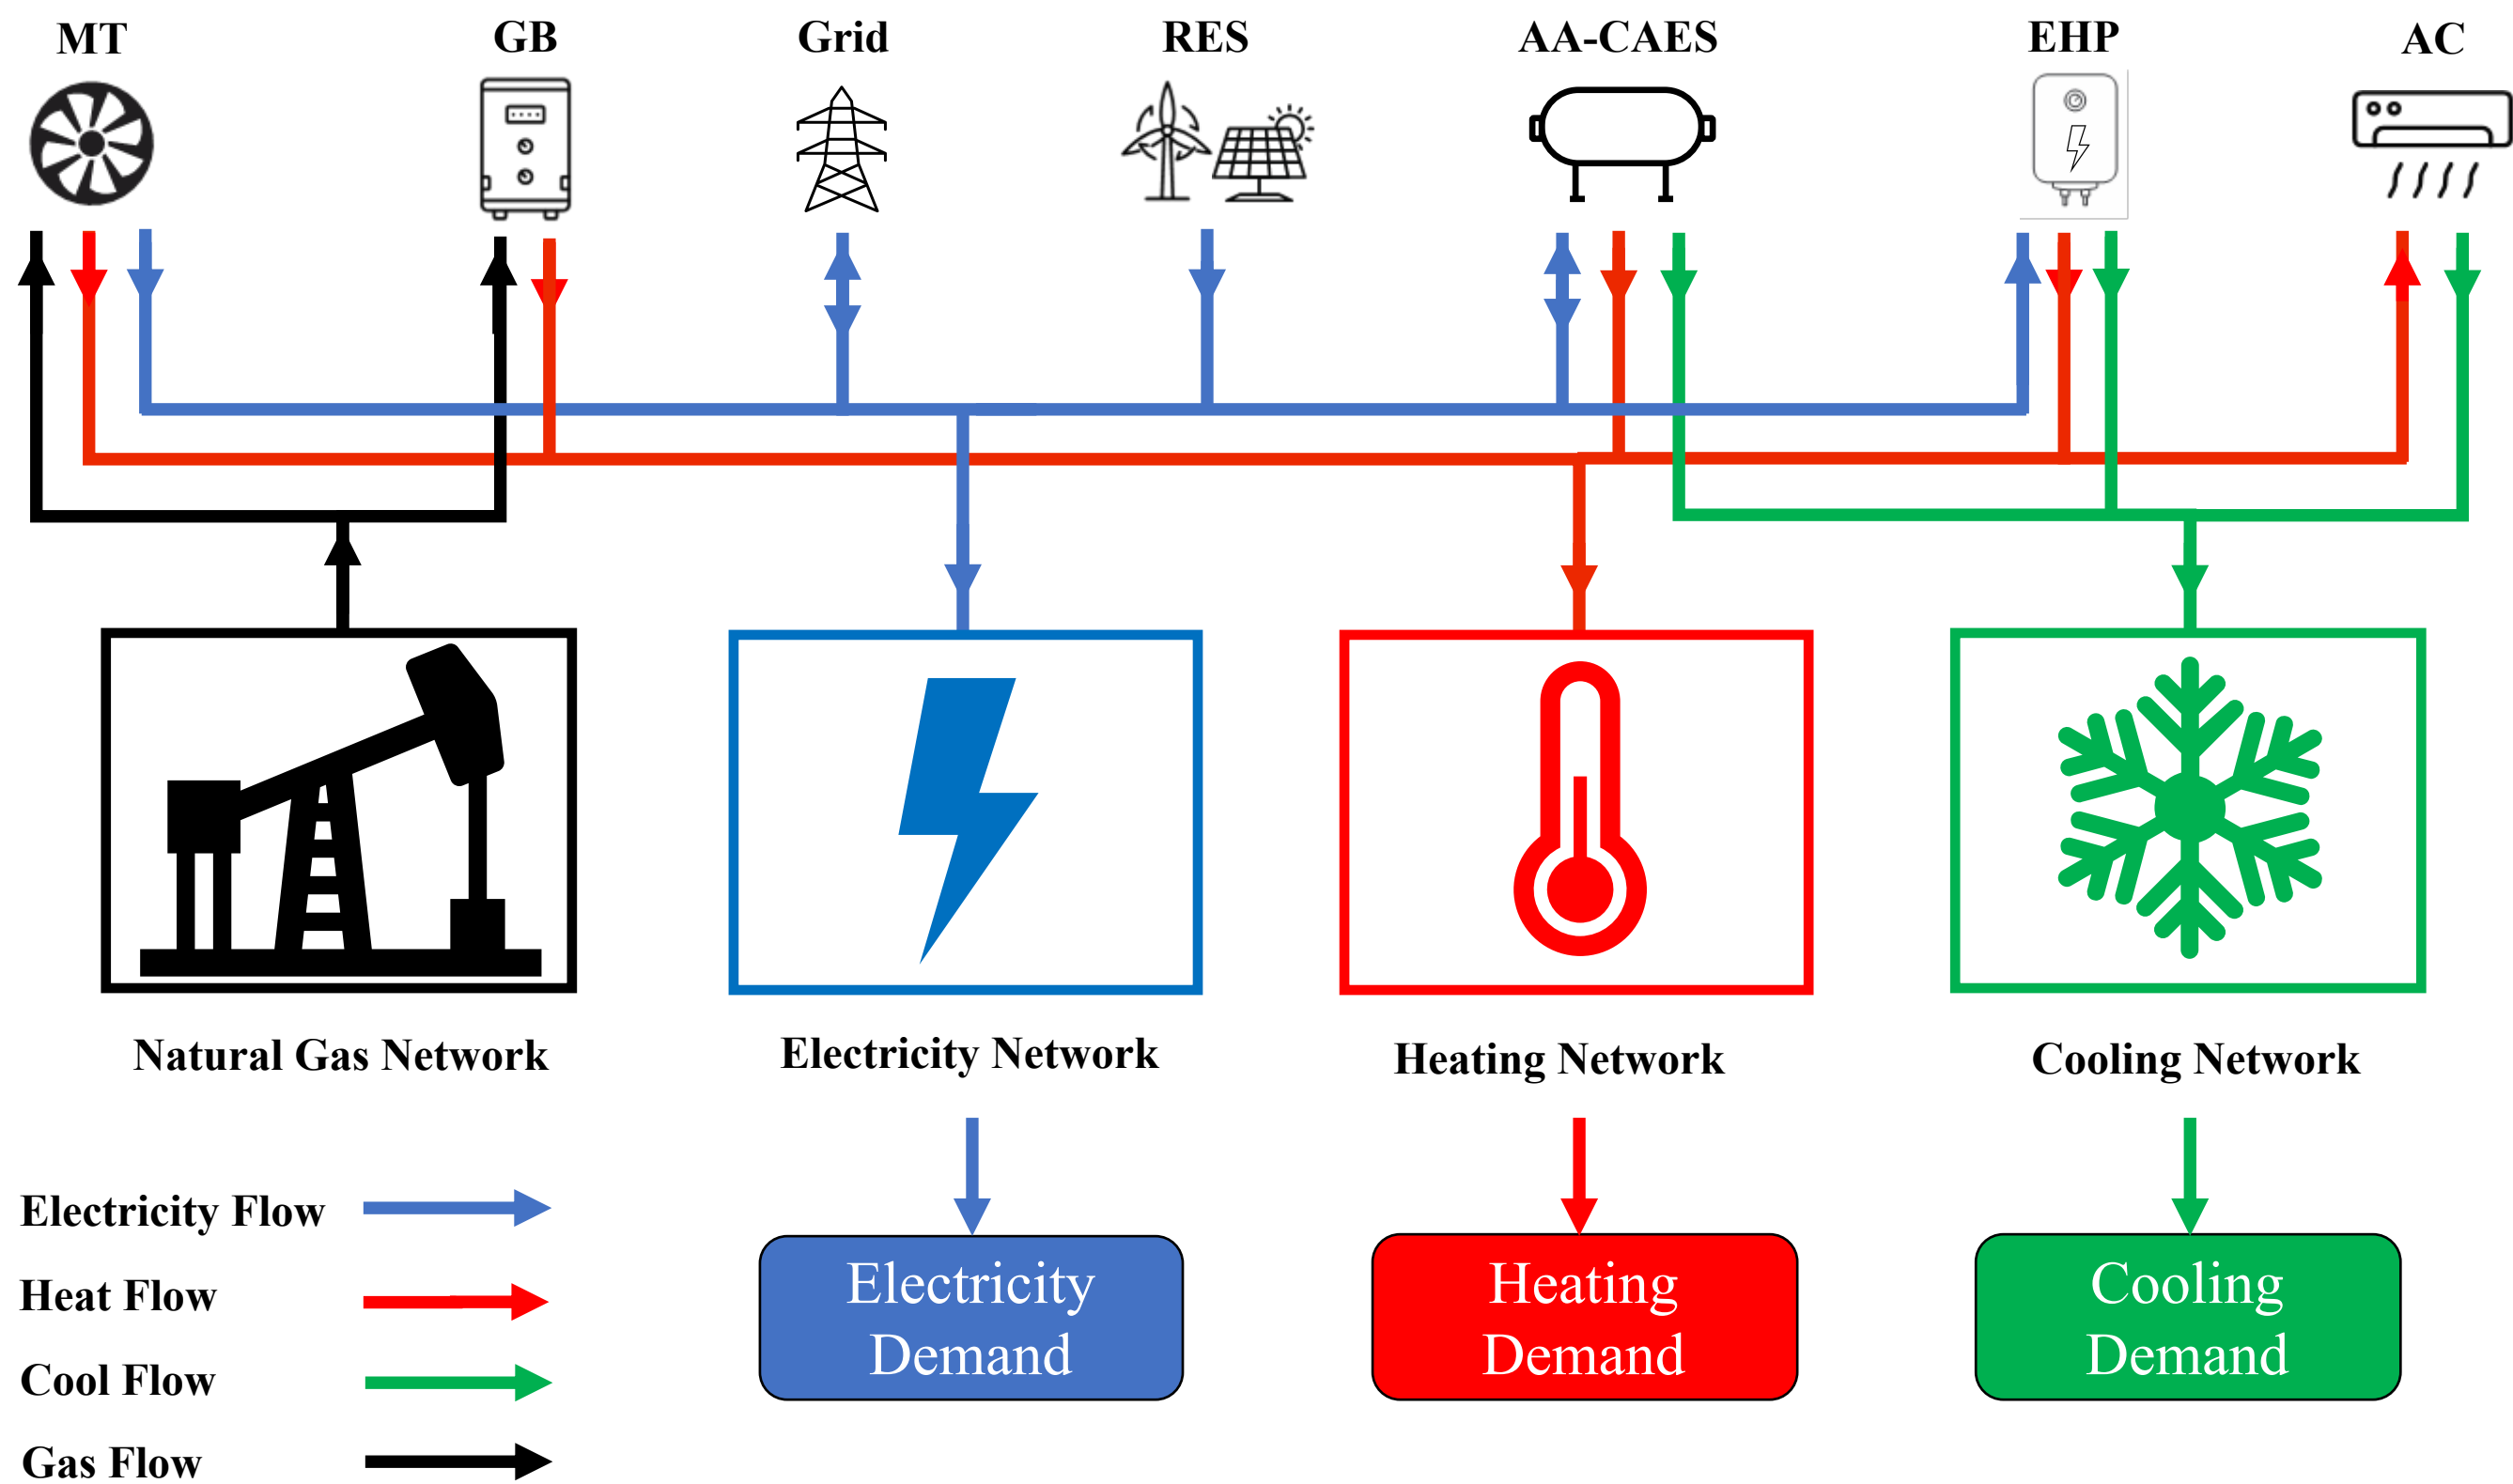 MT
GB
Grid
RES
AA-CAES
EHP
AC
Natural Gas Network
Electricity Network
Heating Network
Cooling Network
Electricity Flow
Heat Flow
Cool Flow
Gas Flow
Electricity
Demand
Heating
Demand
Cooling
Demand